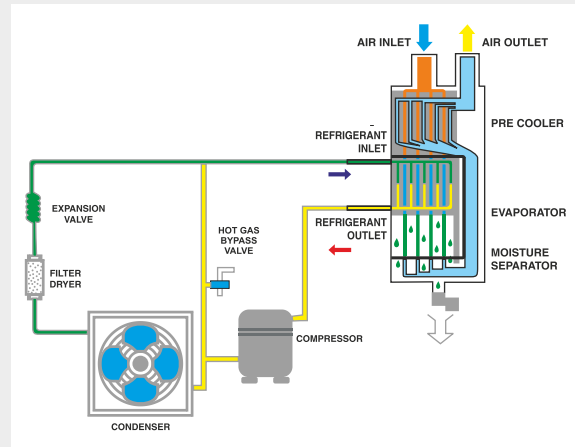 AIR INLET
AIR OUTLET
PRE COOLER
REFRIGERANT
INLET
EXPANSION
VALVE
EVAPORATOR
REFRIGERANT
OUTLET
HOT GAS
BYPASS
VALVE
MOISTURE
SEPARATOR
FILTER
DRYER
COMPRESSOR
CONDENSER